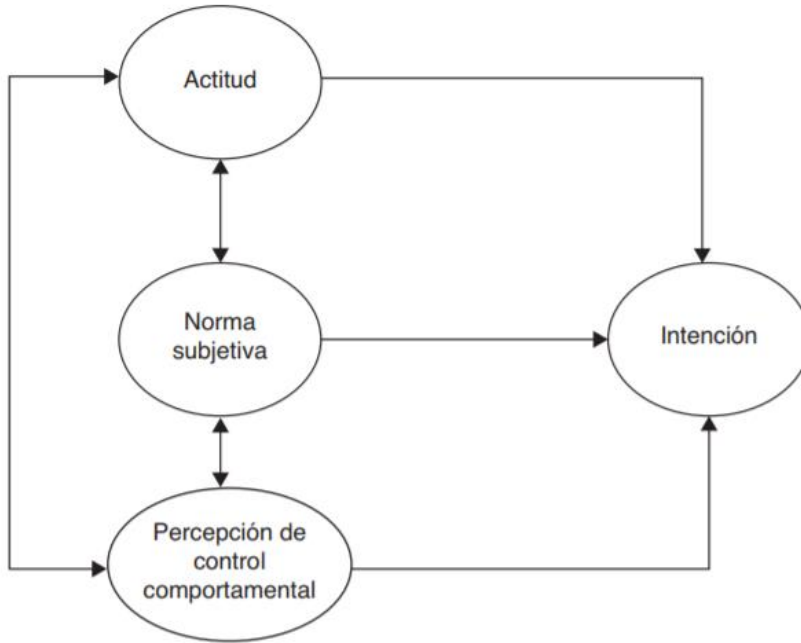 Actitud
Norma
subjetiva
Intención
Percepción de
control
comportamental